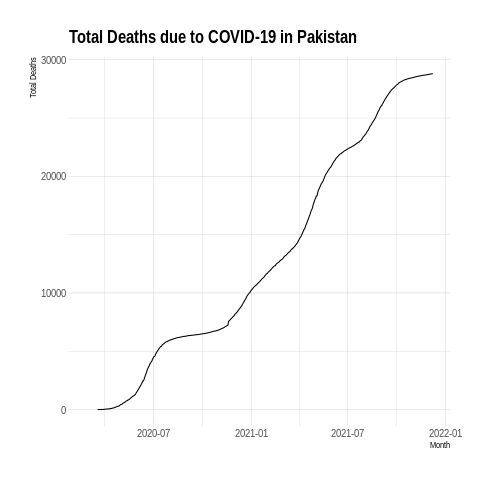 Total Deaths due to COVID-19 in Pakistan
Total Deaths
30000
20000
10000
0
2020-07
2021-01
2021-07
2022-01
Month